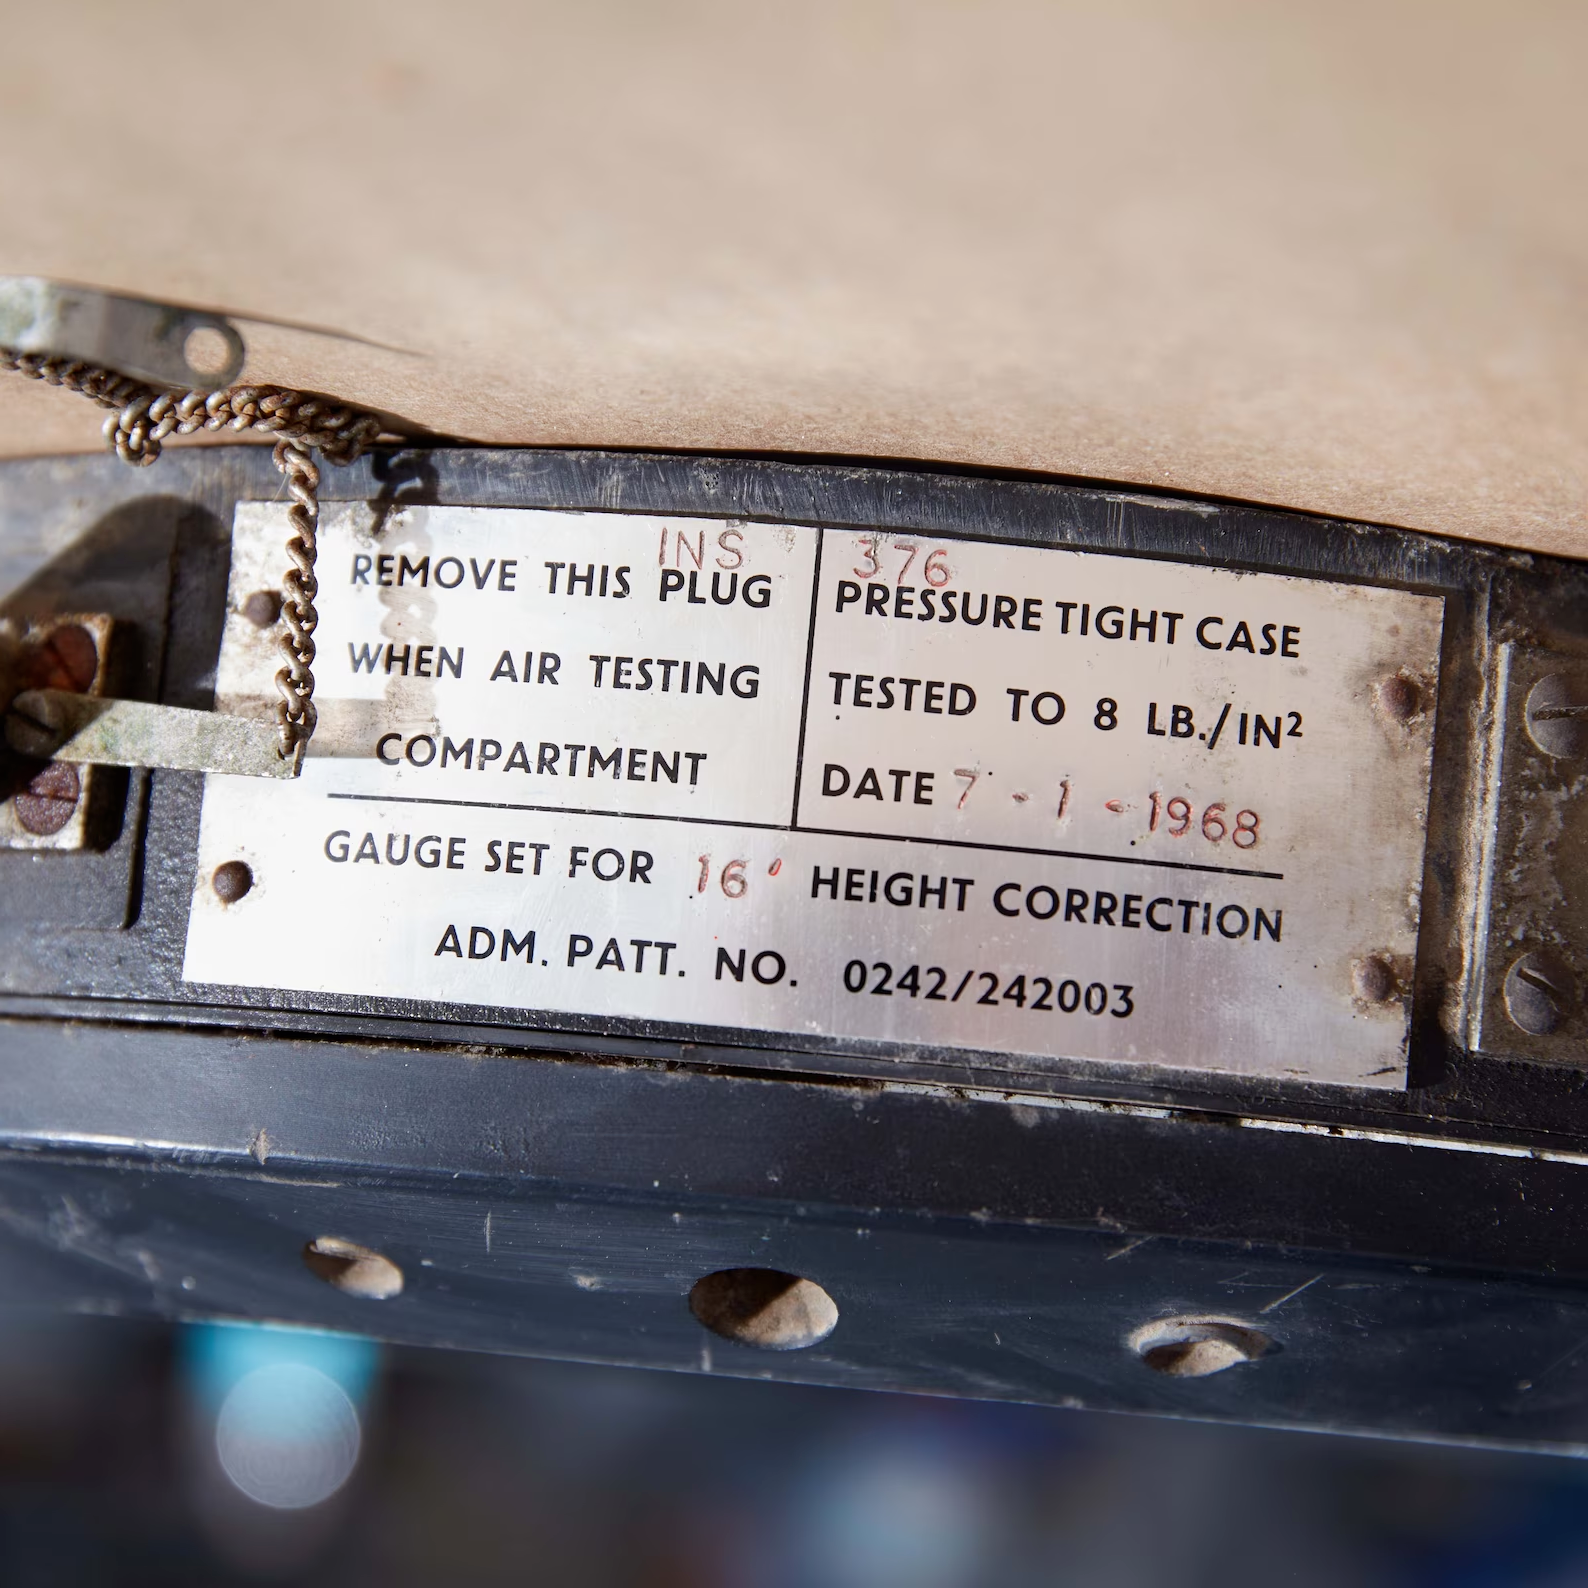 INS 376
REMOVE THIS PLUG
WHEN AIR TESTING
COMPARTMENT
PRESSURE TIGHT CASE
TESTED TO 8 LB./IN²
DATE 7 - 1 - 1968
GAUGE SET FOR 16' HEIGHT CORRECTION
ADM. PATT. NO. 0242/242003